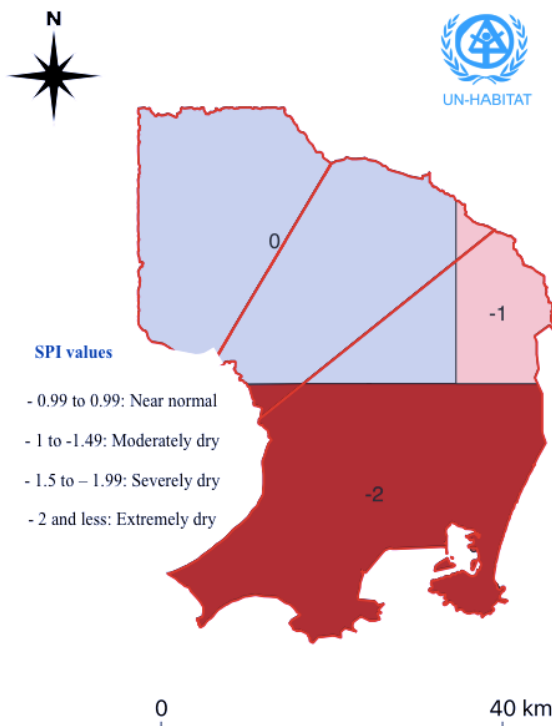 N
UN-HABITAT
0
-1
SPI values
- 0.99 to 0.99: Near normal
- 1 to -1.49: Moderately dry
- 1.5 to – 1.99: Severely dry
-2
- 2 and less: Extremely dry
0 40 km